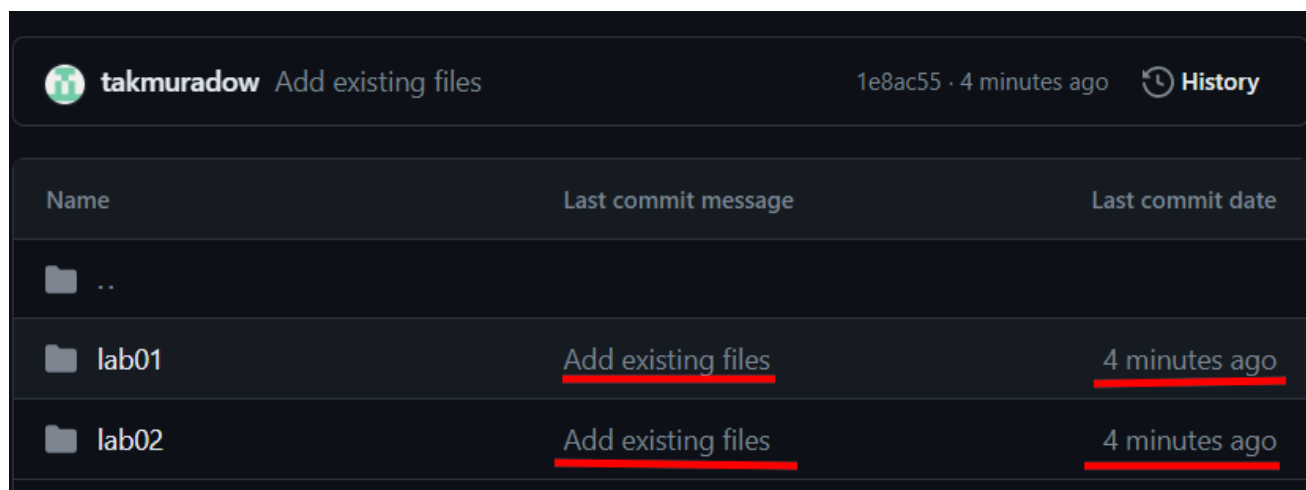 takmuradow Add existing files 1e8ac55 · 4 minutes ago History
Name Last commit message Last commit date
..
lab01 Add existing files 4 minutes ago
lab02 Add existing files 4 minutes ago